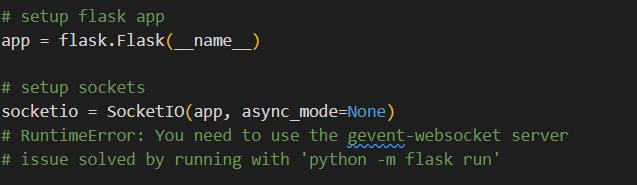 # setup flask app
app = flask.Flask(__name__)
# setup sockets
socketio = SocketIO(app, async_mode=None)
# RuntimeError: You need to use the gevent-websocket server
# issue solved by running with 'python -m flask run'